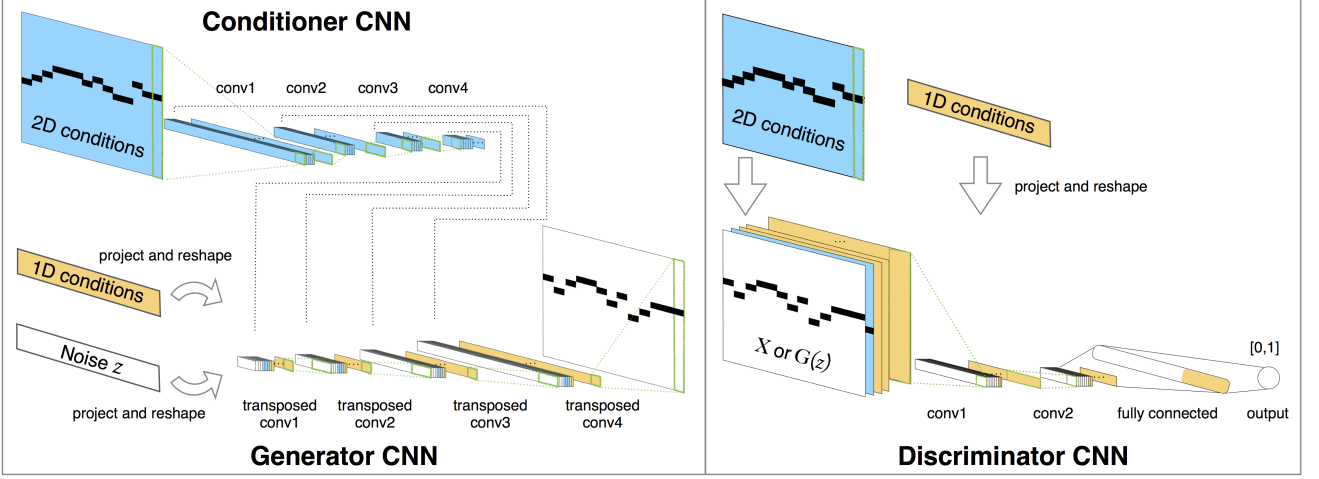 Conditioner CNN
2D conditions
conv1
conv2
conv3
conv4
...
...
...
...
1D conditions
project and reshape
Noise z
project and reshape
...
...
...
...
transposed
conv1
transposed
conv2
transposed
conv3
transposed
conv4
Generator CNN
2D conditions
1D conditions
project and reshape
...
X or G(z)
...
...
[0,1]
conv1
conv2
fully connected
output
Discriminator CNN